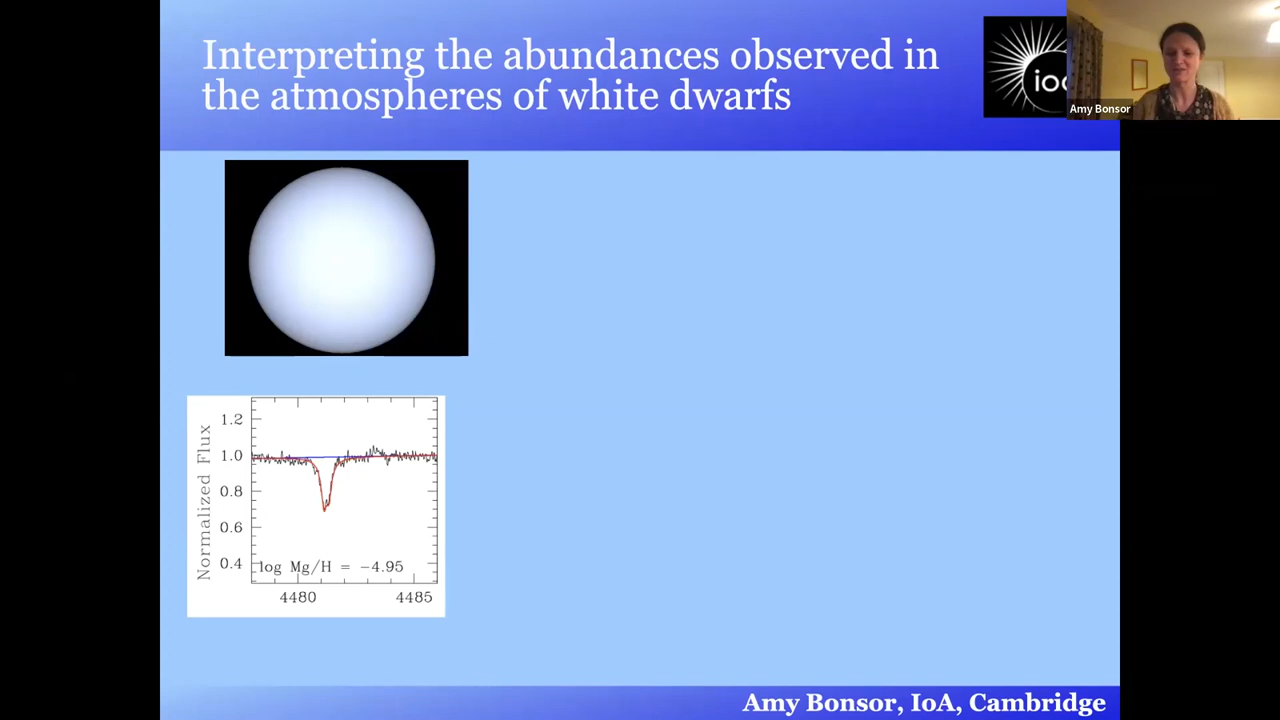 Interpreting the abundances observed in
the atmospheres of white dwarfs
Amy Bonsor
Normalized Flux
1.2
1.0
0.8
0.6
0.4
log Mg/H = −4.95
4480
4485
Amy Bonsor, IoA, Cambridge